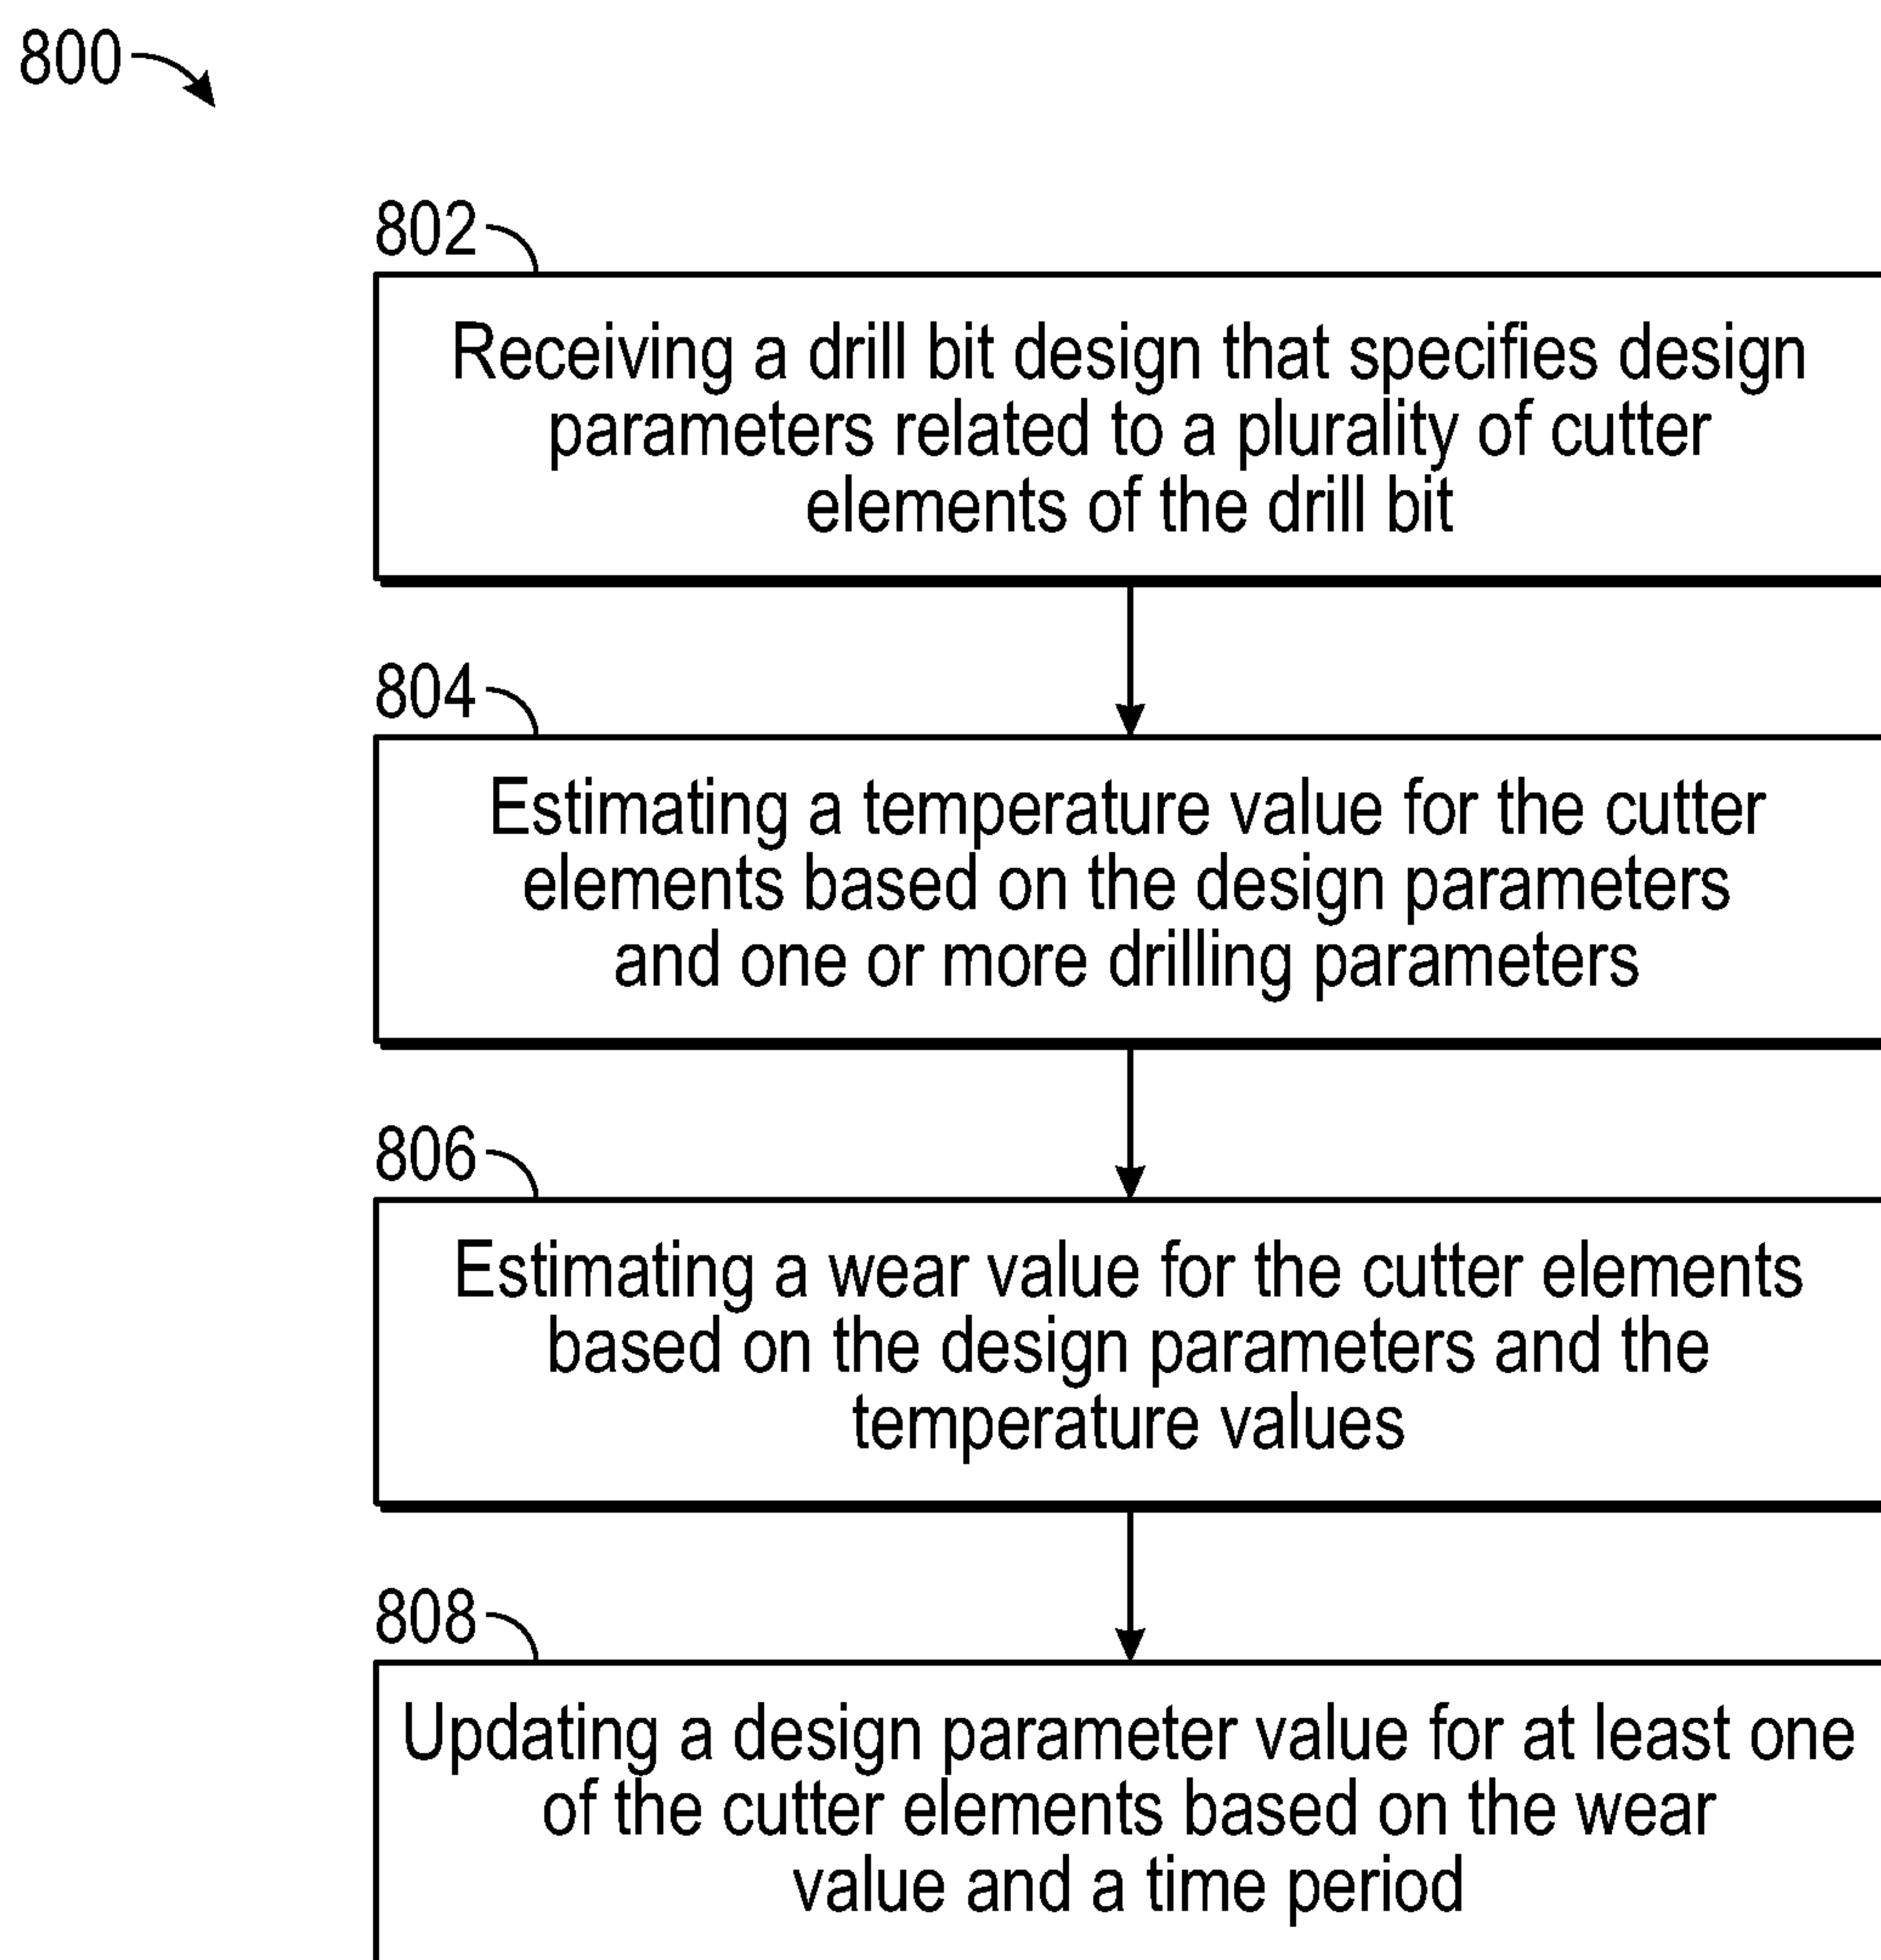 800
802
Receiving a drill bit design that specifies design
parameters related to a plurality of cutter
elements of the drill bit
804
Estimating a temperature value for the cutter
elements based on the design parameters
and one or more drilling parameters
806
Estimating a wear value for the cutter elements
based on the design parameters and the
temperature values
808
Updating a design parameter value for at least one
of the cutter elements based on the wear
value and a time period